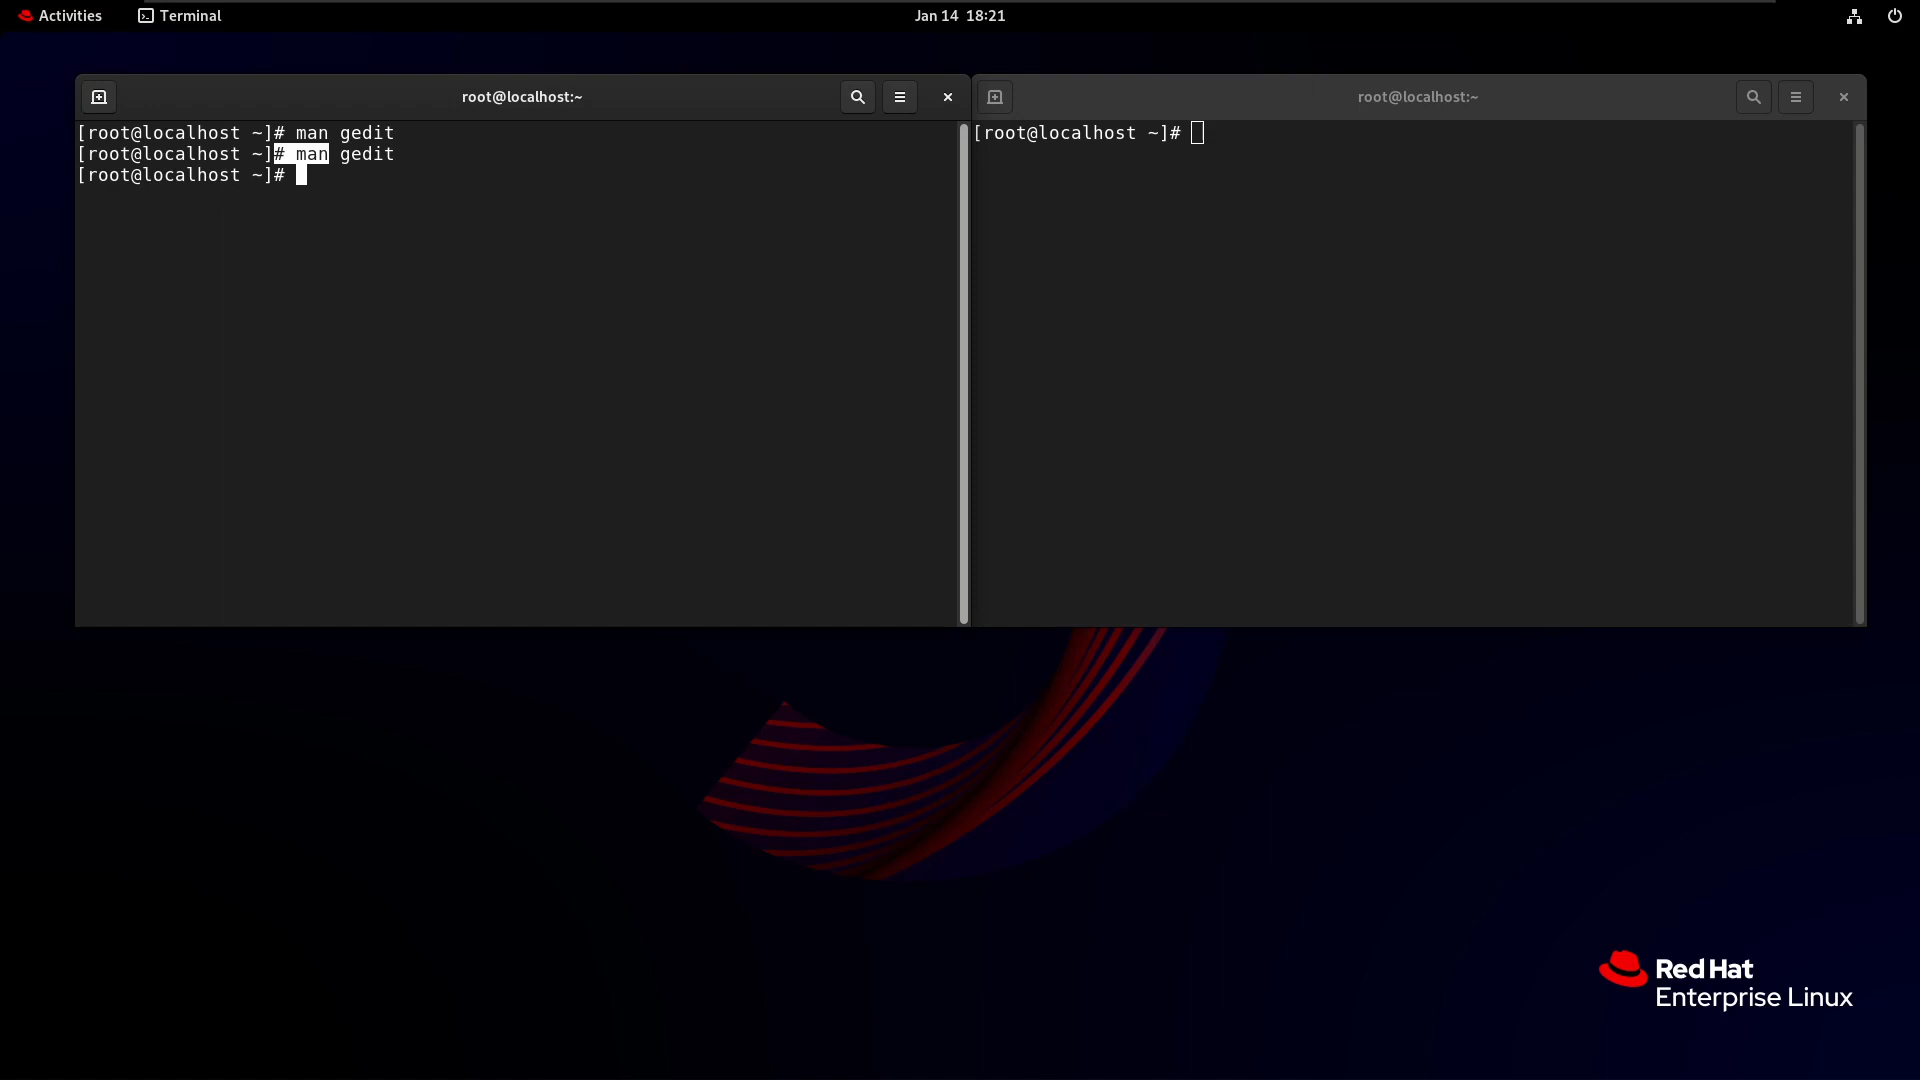 Activities
Terminal
Jan 14 18:21
root@localhost:~
[root@localhost ~]# man gedit
[root@localhost ~]# man gedit
[root@localhost ~]#
root@localhost:~
[root@localhost ~]#
Red Hat
Enterprise Linux